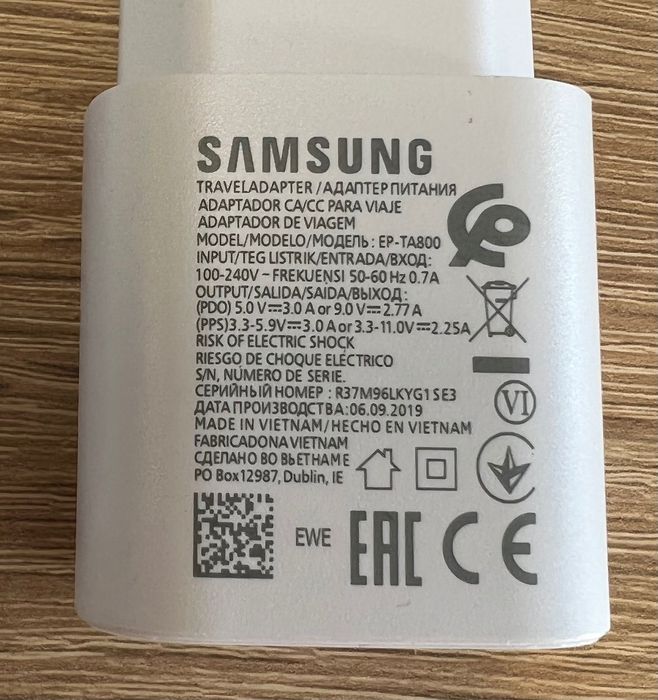 SAMSUNG
TRAVELADAPTER / АДАПТЕР ПИТАНИЯ
ADAPTADOR CA/CC PARA VIAJE
ADAPTADOR DE VIAGEM
MODEL/MODELO/МОДЕЛЬ: EP-TA800
INPUT/TEG LISTRIK/ENTRADA/ВХОД:
100-240V ~ FREKUENSI 50-60 Hz 0.7A
OUTPUT/SALIDA/SAÍDA/ВЫХОД:
(PDO) 5.0 V⎓3.0 A or 9.0 V⎓2.77 A
(PPS)3.3-5.9V⎓3.0 A or 3.3-11.0V⎓2.25A
RISK OF ELECTRIC SHOCK
RIESGO DE CHOQUE ELÉCTRICO
S/N, NÚMERO DE SERIE.
СЕРИЙНЫЙ НОМЕР : R37M96LKYG1SE3
ДАТА ПРОИЗВОДСТВА:06.09.2019
MADE IN VIETNAM/HECHO EN VIETNAM
FABRICADONAVIETNAM
СДЕЛАНО ВО ВЬЕТНАМЕ
PO Box12987, Dublin, IE
VI
EWE
EAC CE